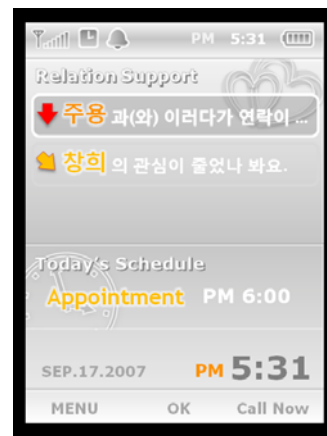 PM 5:31
Relation Support
주용 과(와) 이러다가 연락이 ...
창희 의 관심이 줄었나 봐요.
Today's Schedule
Appointment PM 6:00
SEP.17.2007 PM 5:31
MENU OK Call Now